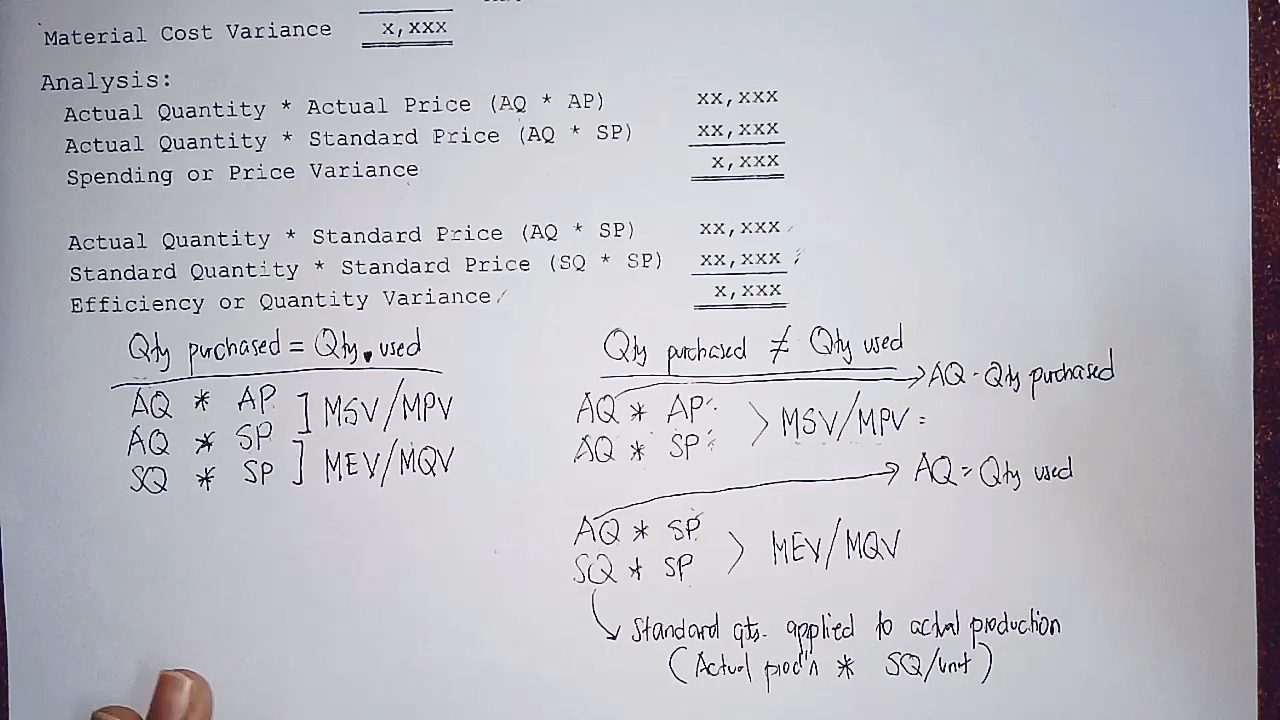 Material Cost Variance x,xxx
Analysis:
Actual Quantity * Actual Price (AQ * AP) xx,xxx
Actual Quantity * Standard Price (AQ * SP) xx,xxx
Spending or Price Variance x,xxx
Actual Quantity * Standard Price (AQ * SP) xx,xxx
Standard Quantity * Standard Price (SQ * SP) xx,xxx
Efficiency or Quantity Variance x,xxx
Qty purchased = Qty used
AQ * AP ] MSV/MPV
AQ * SP
SQ * SP ] MEV/MQV
Qty purchased ≠ Qty used
AQ - Qty purchased
AQ * AP
AQ * SP > MSV/MPV =
AQ = Qty used
AQ * SP
SQ * SP > MEV/MQV
Standard qts. applied to actual production
(Actual prod'n * SQ/unit)